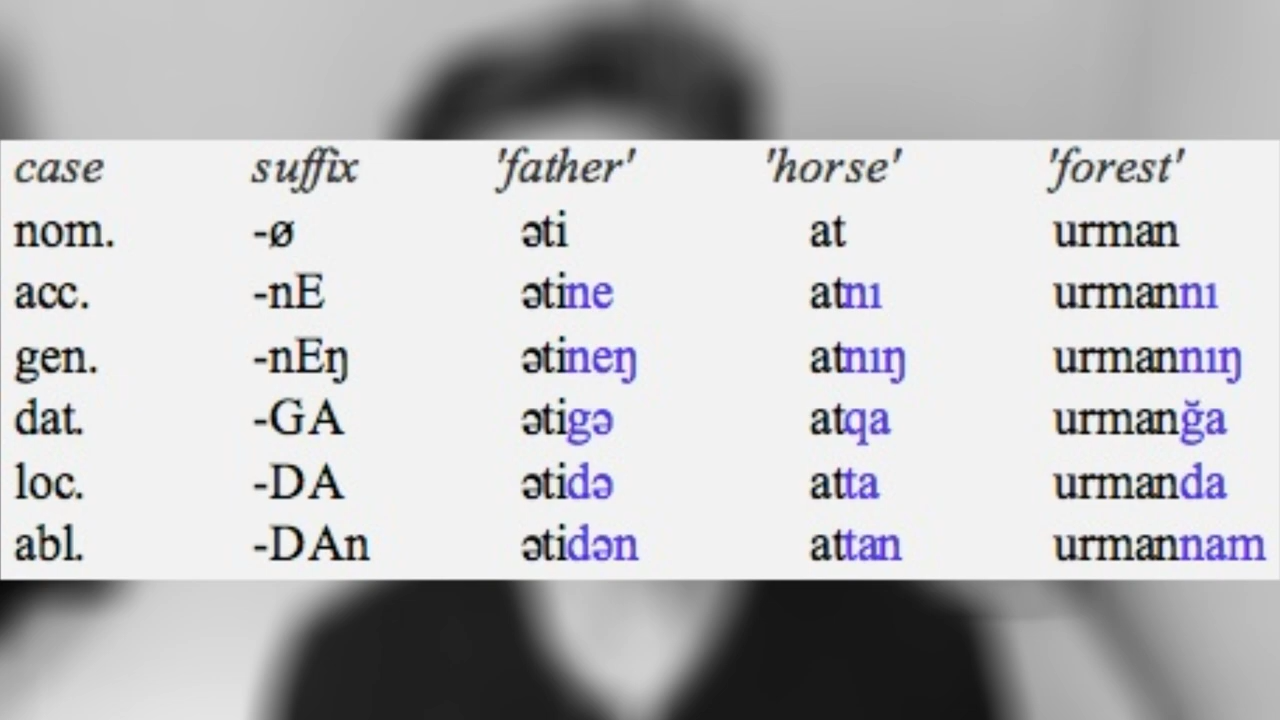 case suffix 'father' 'horse' 'forest'
nom. -ø əti at urman
acc. -nE ətine atnı urmannı
gen. -nEŋ ətineŋ atnıŋ urmannıŋ
dat. -GA ətigə atqa urmanğa
loc. -DA ətidə atta urmanda
abl. -DAn ətidən attan urmannam